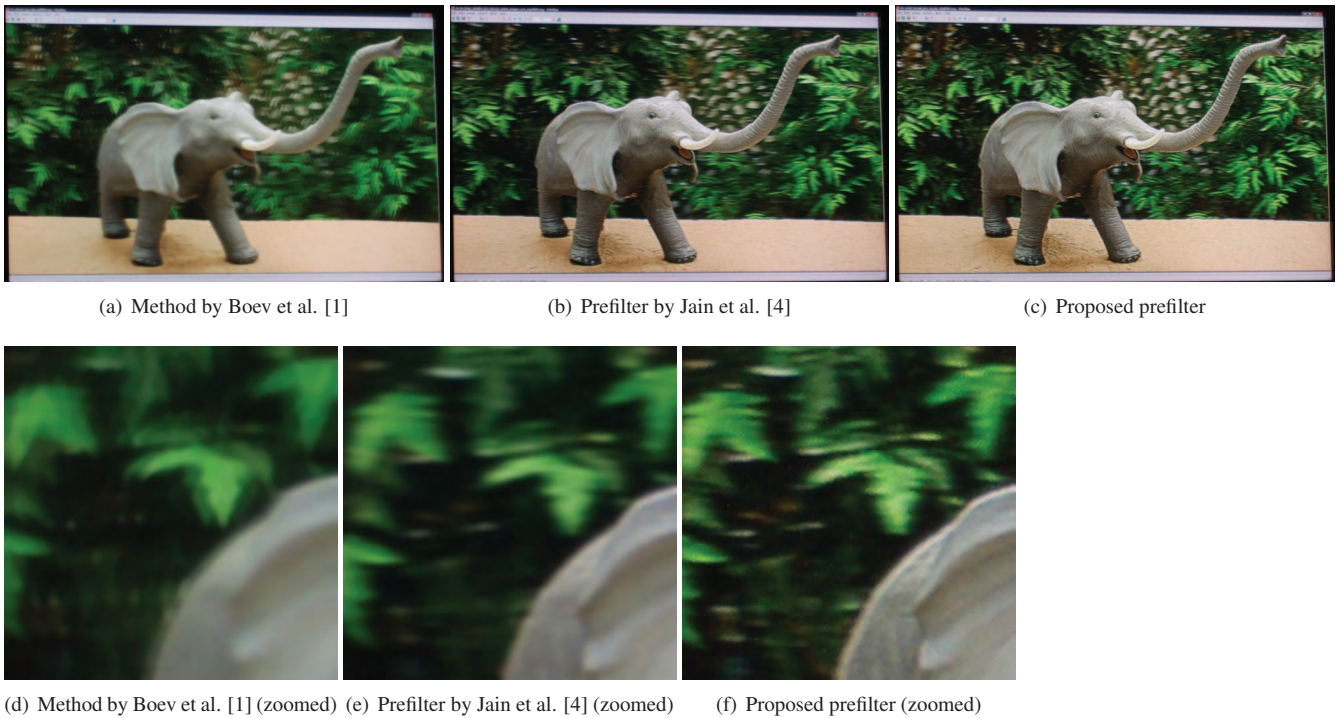 (a) Method by Boev et al. [1]
(b) Prefilter by Jain et al. [4]
(c) Proposed prefilter
(d) Method by Boev et al. [1] (zoomed)
(e) Prefilter by Jain et al. [4] (zoomed)
(f) Proposed prefilter (zoomed)